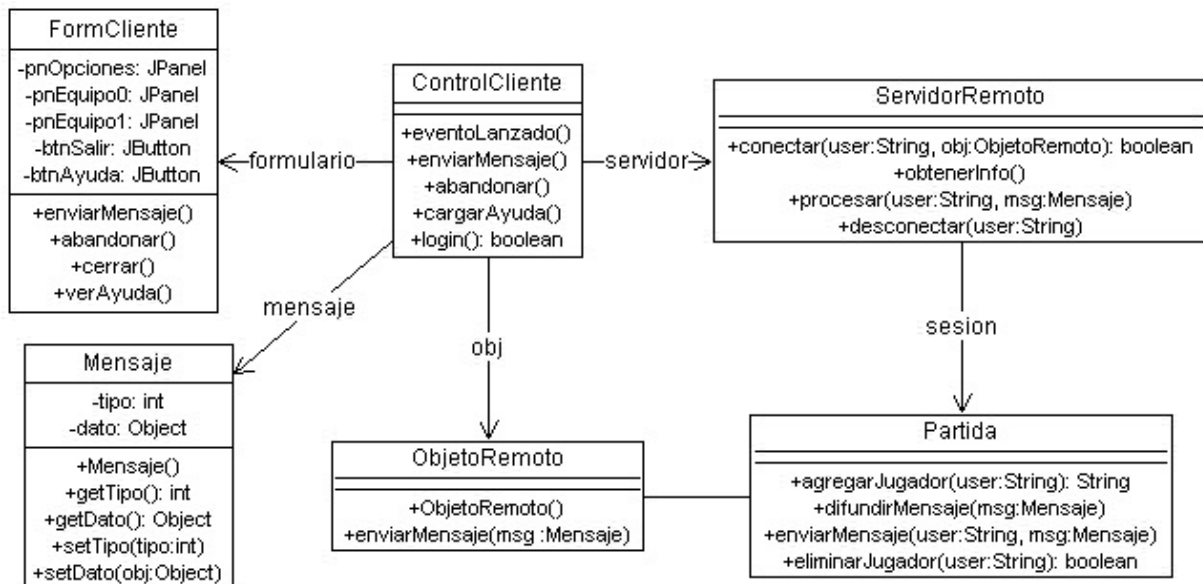 FormCliente
-pnOpciones: JPanel
-pnEquipo0: JPanel
-pnEquipo1: JPanel
-btnSalir: JButton
-btnAyuda: JButton
+enviarMensaje()
+abandonar()
+cerrar()
+verAyuda()
formulario
ControlCliente
+eventoLanzado()
+enviarMensaje()
+abandonar()
+cargarAyuda()
+login(): boolean
servidor
ServidorRemoto
+conectar(user:String, obj:ObjetoRemoto): boolean
+obtenerInfo()
+procesar(user:String, msg:Mensaje)
+desconectar(user:String)
mensaje
obj
sesion
Mensaje
-tipo: int
-dato: Object
+Mensaje()
+getTipo(): int
+getDato(): Object
+setTipo(tipo:int)
+setDato(obj:Object)
ObjetoRemoto
+ObjetoRemoto()
+enviarMensaje(msg :Mensaje)
Partida
+agregarJugador(user:String): String
+difundirMensaje(msg:Mensaje)
+enviarMensaje(user:String, msg:Mensaje)
+eliminarJugador(user:String): boolean